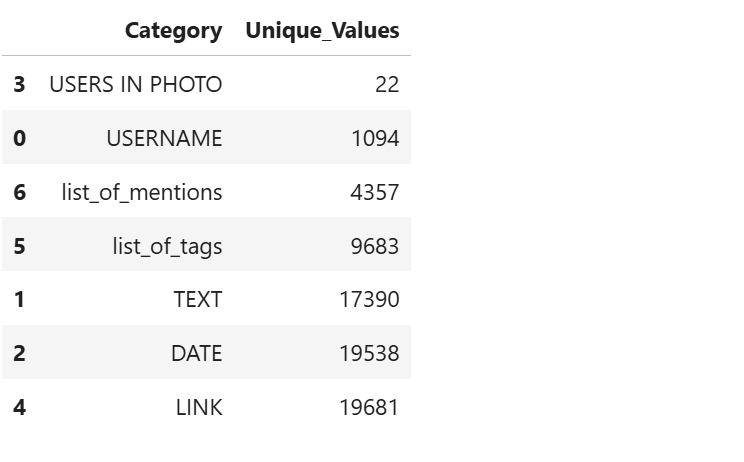 Category Unique_Values
3 USERS IN PHOTO 22
0 USERNAME 1094
6 list_of_mentions 4357
5 list_of_tags 9683
1 TEXT 17390
2 DATE 19538
4 LINK 19681